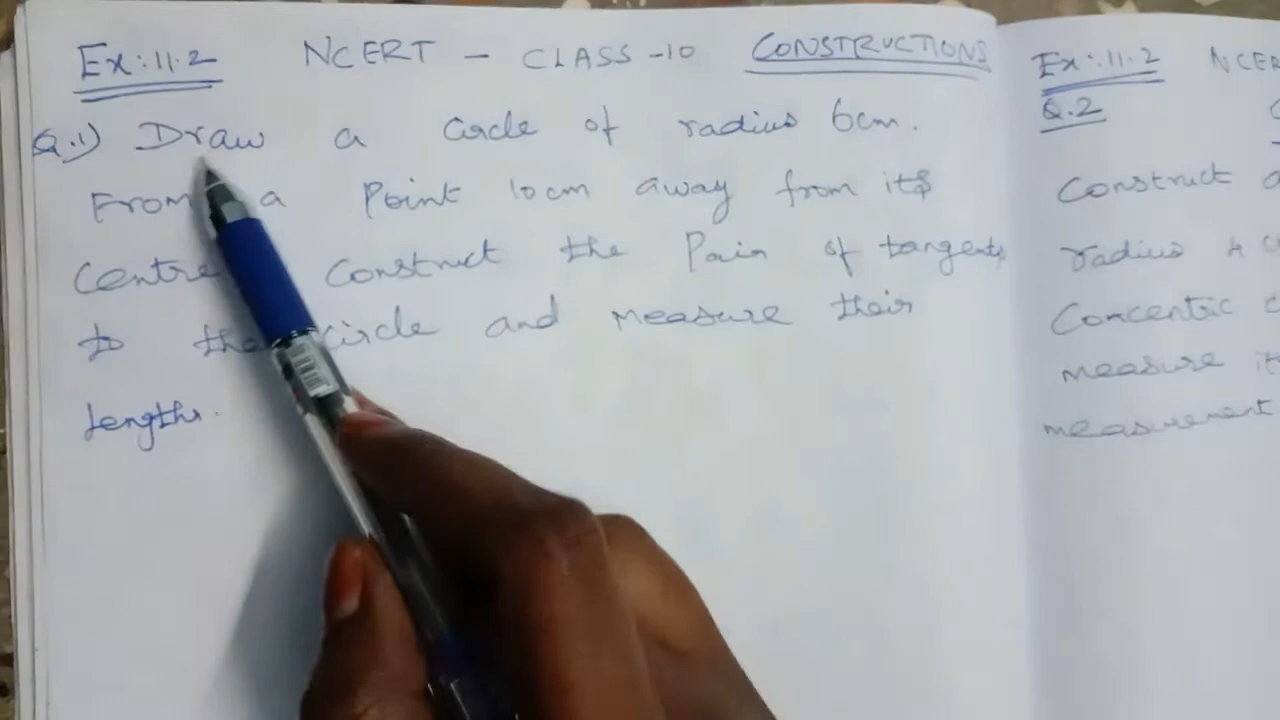 Ex:11.2 NCERT - CLASS -10 CONSTRUCTIONS
Q.1) Draw a circle of radius 6cm.
From a Point 10cm away from its
Centre Construct the Pair of tangents
to the circle and measure their
lengths.
Ex:11.2
Q.2
Construct
radius 4
Concentric
measure
measurement